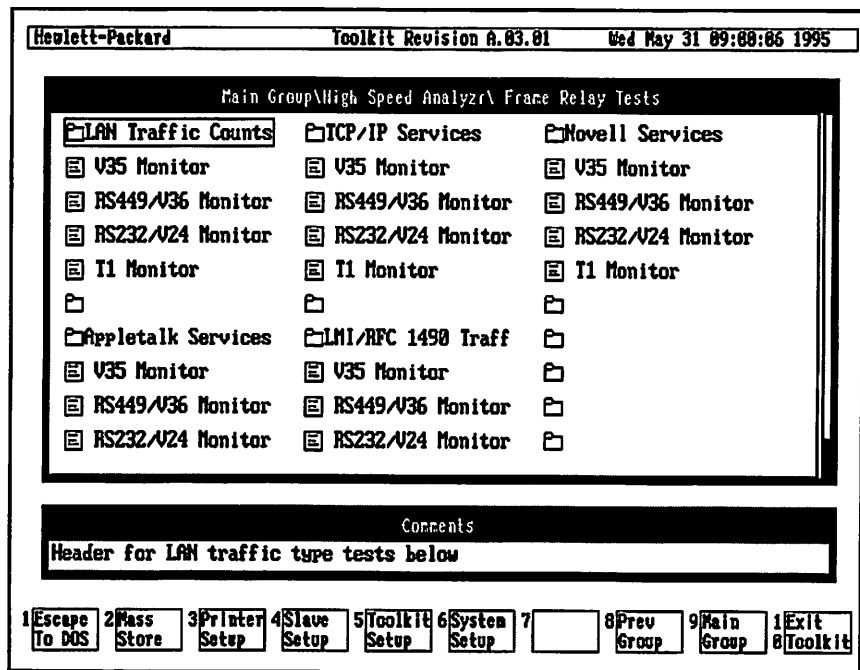 Hewlett-Packard Toolkit Revision A.03.01 Wed May 31 09:08:06 1995
Main Group\High Speed Analyzr\ Frame Relay Tests
LAN Traffic Counts TCP/IP Services Novell Services
V35 Monitor V35 Monitor V35 Monitor
RS449/V36 Monitor RS449/V36 Monitor RS449/V36 Monitor
RS232/V24 Monitor RS232/V24 Monitor RS232/V24 Monitor
T1 Monitor T1 Monitor T1 Monitor
Appletalk Services LMI/RFC 1490 Traff
V35 Monitor V35 Monitor
RS449/V36 Monitor RS449/V36 Monitor
RS232/V24 Monitor RS232/V24 Monitor
Comments
Header for LAN traffic type tests below
1 Escape 2 Mass 3 Printer 4 Slave 5 Toolkit 6 System 7 8 Prev 9 Main 1 Exit
To DOS Store Setup Setup Setup Setup Group Group 0 Toolkit